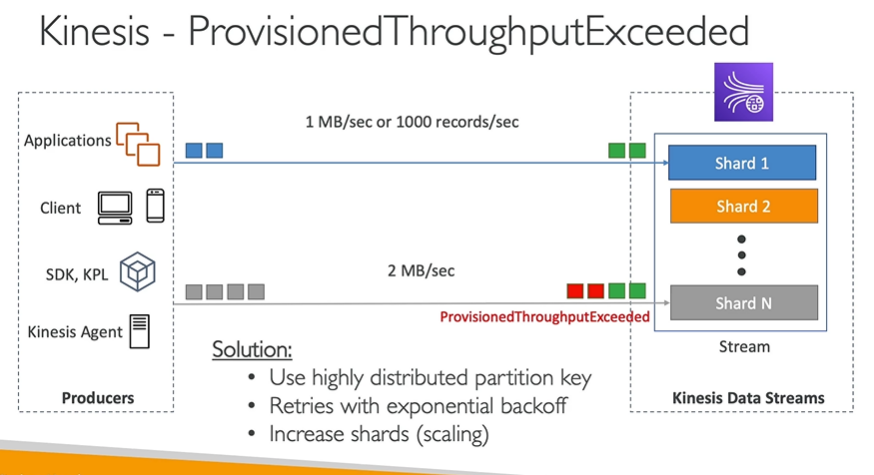 Kinesis - ProvisionedThroughputExceeded
Applications
Client
SDK, KPL
Kinesis Agent
Producers
1 MB/sec or 1000 records/sec
2 MB/sec
ProvisionedThroughputExceeded
Shard 1
Shard 2
Shard N
Stream
Kinesis Data Streams
Solution:
• Use highly distributed partition key
• Retries with exponential backoff
• Increase shards (scaling)